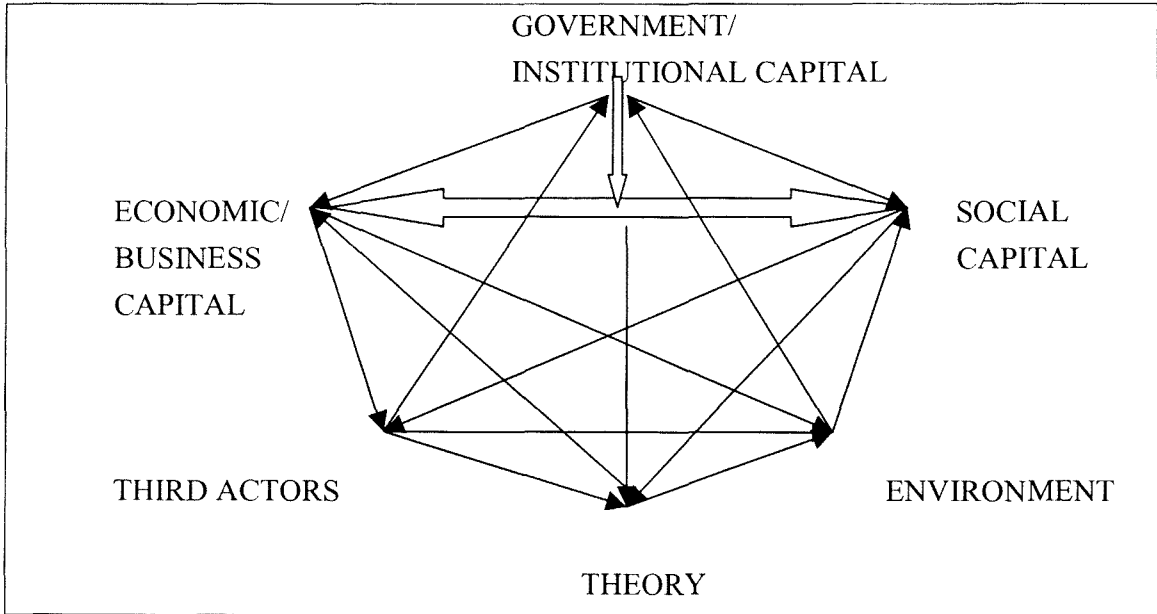 GOVERNMENT/
INSTITUTIONAL CAPITAL
ECONOMIC/
BUSINESS
CAPITAL
SOCIAL
CAPITAL
THIRD ACTORS
ENVIRONMENT
THEORY